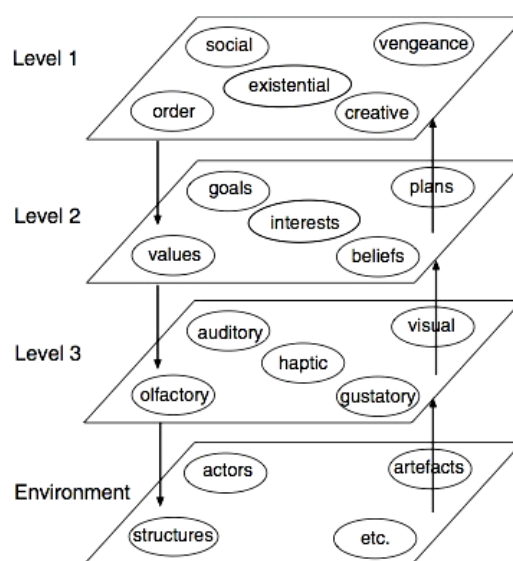 Level 1
social
vengeance
existential
order
creative
Level 2
goals
plans
interests
values
beliefs
Level 3
auditory
visual
haptic
olfactory
gustatory
Environment
actors
artefacts
structures
etc.